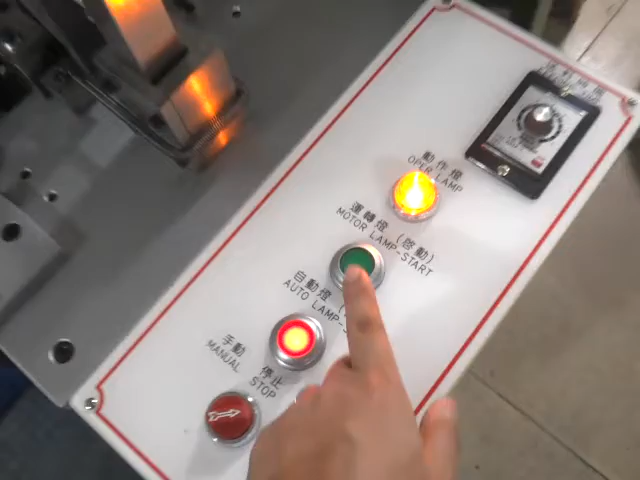 動作燈
OPER LAMP
運轉燈 (啓動)
MOTOR LAMP-START
自動燈 (
AUTO LAMP-S
手動 停止
MANUAL STOP